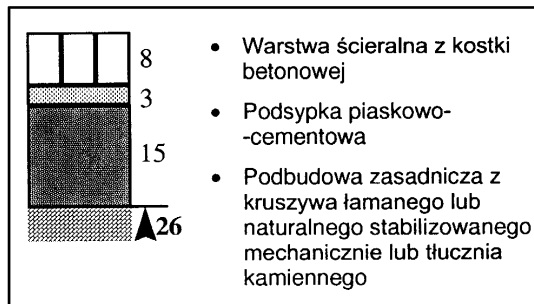 8
3
15
26
• Warstwa ścieralna z kostki
betonowej
• Podsypka piaskowo-
-cementowa
• Podbudowa zasadnicza z
kruszywa łamanego lub
naturalnego stabilizowanego
mechanicznie lub tłucznia
kamiennego